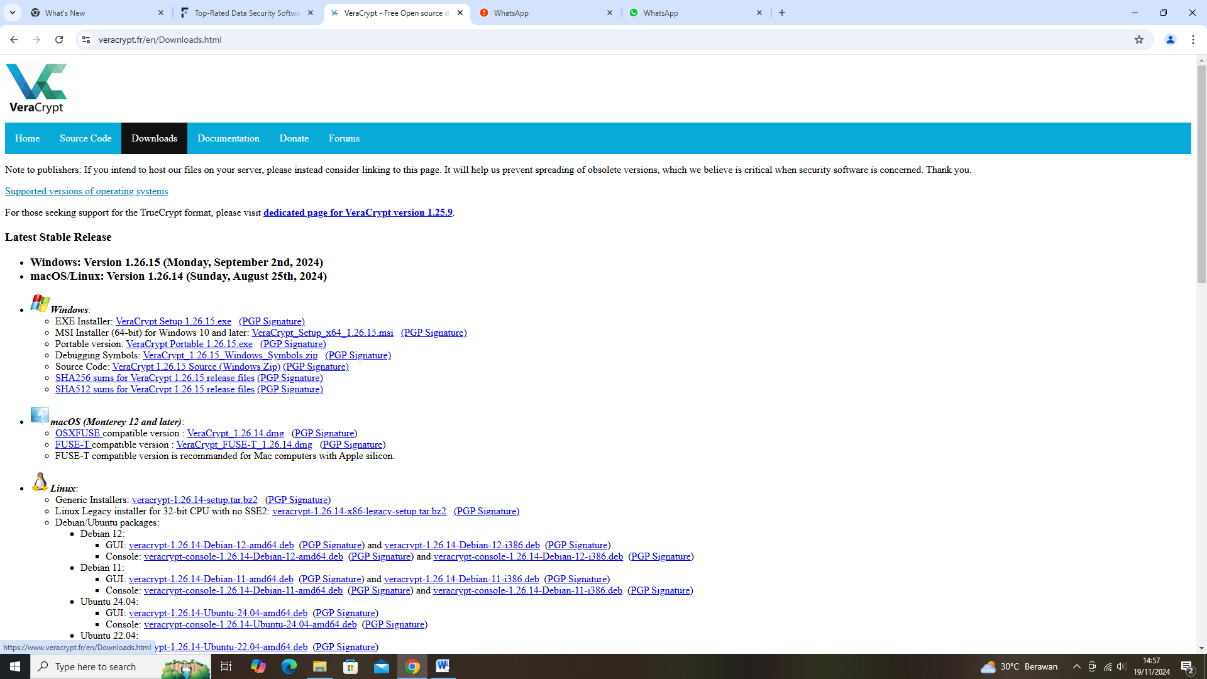 What's New
Top-Rated Data Security Softwa
VeraCrypt - Free Open source d
WhatsApp
WhatsApp
veracrypt.fr/en/Downloads.html
VeraCrypt
Home Source Code Downloads Documentation Donate Forums
Note to publishers: If you intend to host our files on your server, please instead consider linking to this page. It will help us prevent spreading of obsolete versions, which we believe is critical when security software is concerned. Thank you.
Supported versions of operating systems
For those seeking support for the TrueCrypt format, please visit dedicated page for VeraCrypt version 1.25.9.
Latest Stable Release
Windows: Version 1.26.15 (Monday, September 2nd, 2024)
macOS/Linux: Version 1.26.14 (Sunday, August 25th, 2024)
Windows:
EXE Installer: VeraCrypt Setup 1.26.15.exe (PGP Signature)
MSI Installer (64-bit) for Windows 10 and later: VeraCrypt_Setup_x64_1.26.15.msi (PGP Signature)
Portable version: VeraCrypt Portable 1.26.15.exe (PGP Signature)
Debugging Symbols: VeraCrypt_1.26.15_Windows_Symbols.zip (PGP Signature)
Source Code: VeraCrypt 1.26.15 Source (Windows Zip) (PGP Signature)
SHA256 sums for VeraCrypt 1.26.15 release files (PGP Signature)
SHA512 sums for VeraCrypt 1.26.15 release files (PGP Signature)
macOS (Monterey 12 and later):
OSXFUSE compatible version : VeraCrypt_1.26.14.dmg (PGP Signature)
FUSE-T compatible version : VeraCrypt_FUSE-T_1.26.14.dmg (PGP Signature)
FUSE-T compatible version is recommanded for Mac computers with Apple silicon.
Linux:
Generic Installers: veracrypt-1.26.14-setup.tar.bz2 (PGP Signature)
Linux Legacy installer for 32-bit CPU with no SSE2: veracrypt-1.26.14-x86-legacy-setup.tar.bz2 (PGP Signature)
Debian/Ubuntu packages:
Debian 12:
GUI: veracrypt-1.26.14-Debian-12-amd64.deb (PGP Signature) and veracrypt-1.26.14-Debian-12-i386.deb (PGP Signature)
Console: veracrypt-console-1.26.14-Debian-12-amd64.deb (PGP Signature) and veracrypt-console-1.26.14-Debian-12-i386.deb (PGP Signature)
Debian 11:
GUI: veracrypt-1.26.14-Debian-11-amd64.deb (PGP Signature) and veracrypt-1.26.14-Debian-11-i386.deb (PGP Signature)
Console: veracrypt-console-1.26.14-Debian-11-amd64.deb (PGP Signature) and veracrypt-console-1.26.14-Debian-11-i386.deb (PGP Signature)
Ubuntu 24.04:
GUI: veracrypt-1.26.14-Ubuntu-24.04-amd64.deb (PGP Signature)
Console: veracrypt-console-1.26.14-Ubuntu-24.04-amd64.deb (PGP Signature)
Ubuntu 22.04:
https://www.veracrypt.fr/en/Downloads.html ypt-1.26.14-Ubuntu-22.04-amd64.deb (PGP Signature)
Type here to search
30°C Berawan
14:57
19/11/2024
2